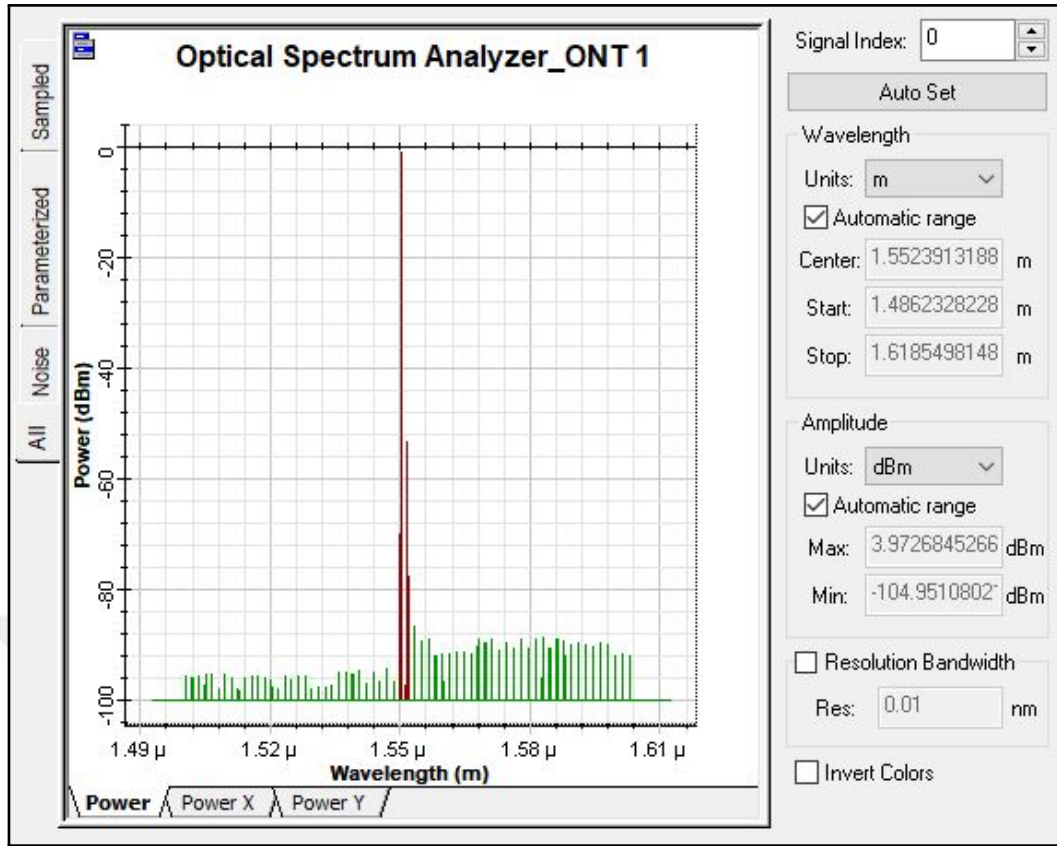 Optical Spectrum Analyzer_ONT 1
Sampled
Parameterized
Noise
All
Power (dBm)
0
-20
-40
-60
-80
-100
1.49 µ 1.52 µ 1.55 µ 1.58 µ 1.61 µ
Wavelength (m)
Power Power X Power Y
Signal Index: 0
Auto Set
Wavelength
Units: m
Automatic range
Center: 1.5523913188 m
Start: 1.4862328228 m
Stop: 1.6185498148 m
Amplitude
Units: dBm
Automatic range
Max: 3.9726845266 dBm
Min: dBm
Resolution Bandwidth
Res: 0.01 nm
Invert Colors